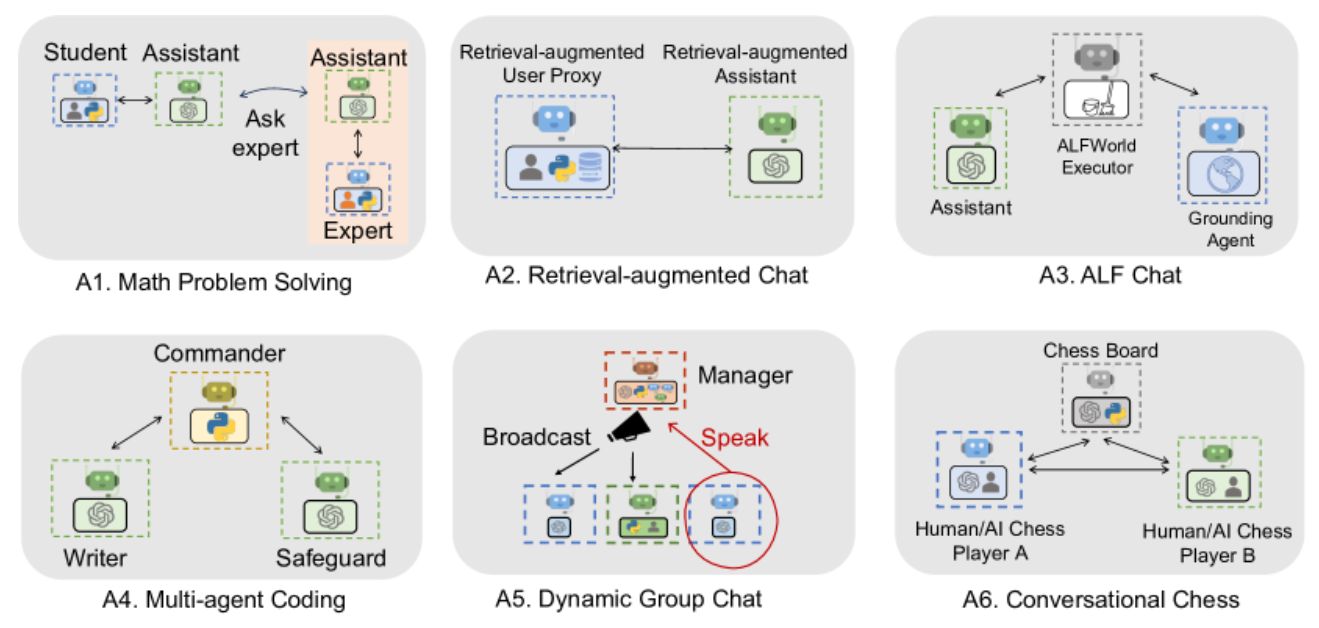 Student
Assistant
Assistant
Ask
expert
Expert
A1. Math Problem Solving
Retrieval-augmented
User Proxy
Retrieval-augmented
Assistant
A2. Retrieval-augmented Chat
ALFWorld
Executor
Assistant
Grounding
Agent
A3. ALF Chat
Commander
Writer
Safeguard
A4. Multi-agent Coding
Manager
Broadcast
Speak
A5. Dynamic Group Chat
Chess Board
Human/AI Chess
Player A
Human/AI Chess
Player B
A6. Conversational Chess